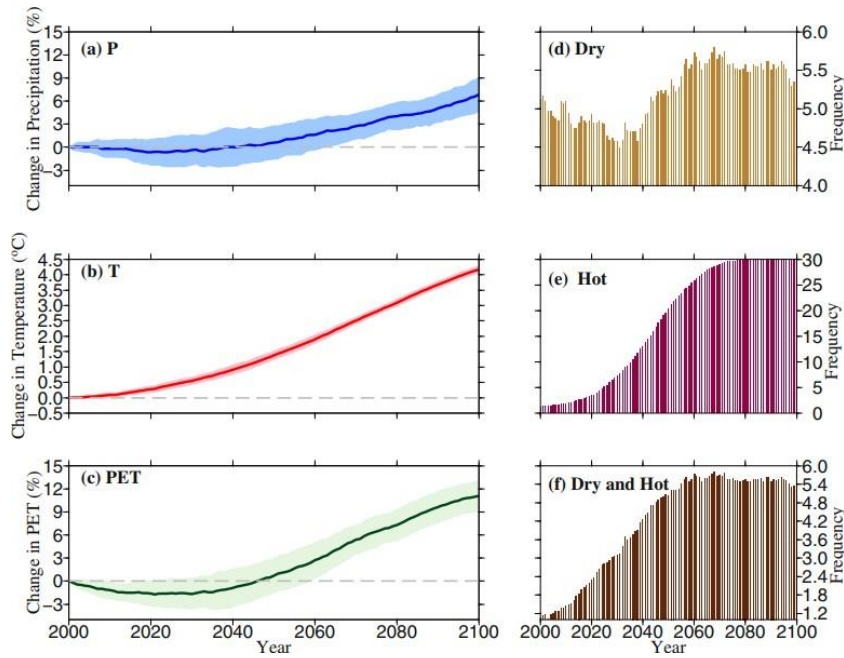 (a) P
Change in Precipitation (%)
15
12
9
6
3
0
−3
(d) Dry
6.0
5.5
5.0
4.5
4.0
Frequency
(b) T
Change in Temperature (°C)
4.5
4.0
3.5
3.0
2.5
2.0
1.5
1.0
0.5
0.0
−0.5
(e) Hot
30
25
20
15
10
5
0
Frequency
(c) PET
Change in PET (%)
15
12
9
6
3
0
−3
2000 2020 2040 2060 2080 2100
Year
(f) Dry and Hot
6.0
5.4
4.8
4.2
3.6
3.0
2.4
1.8
1.2
Frequency
2000 2020 2040 2060 2080 2100
Year